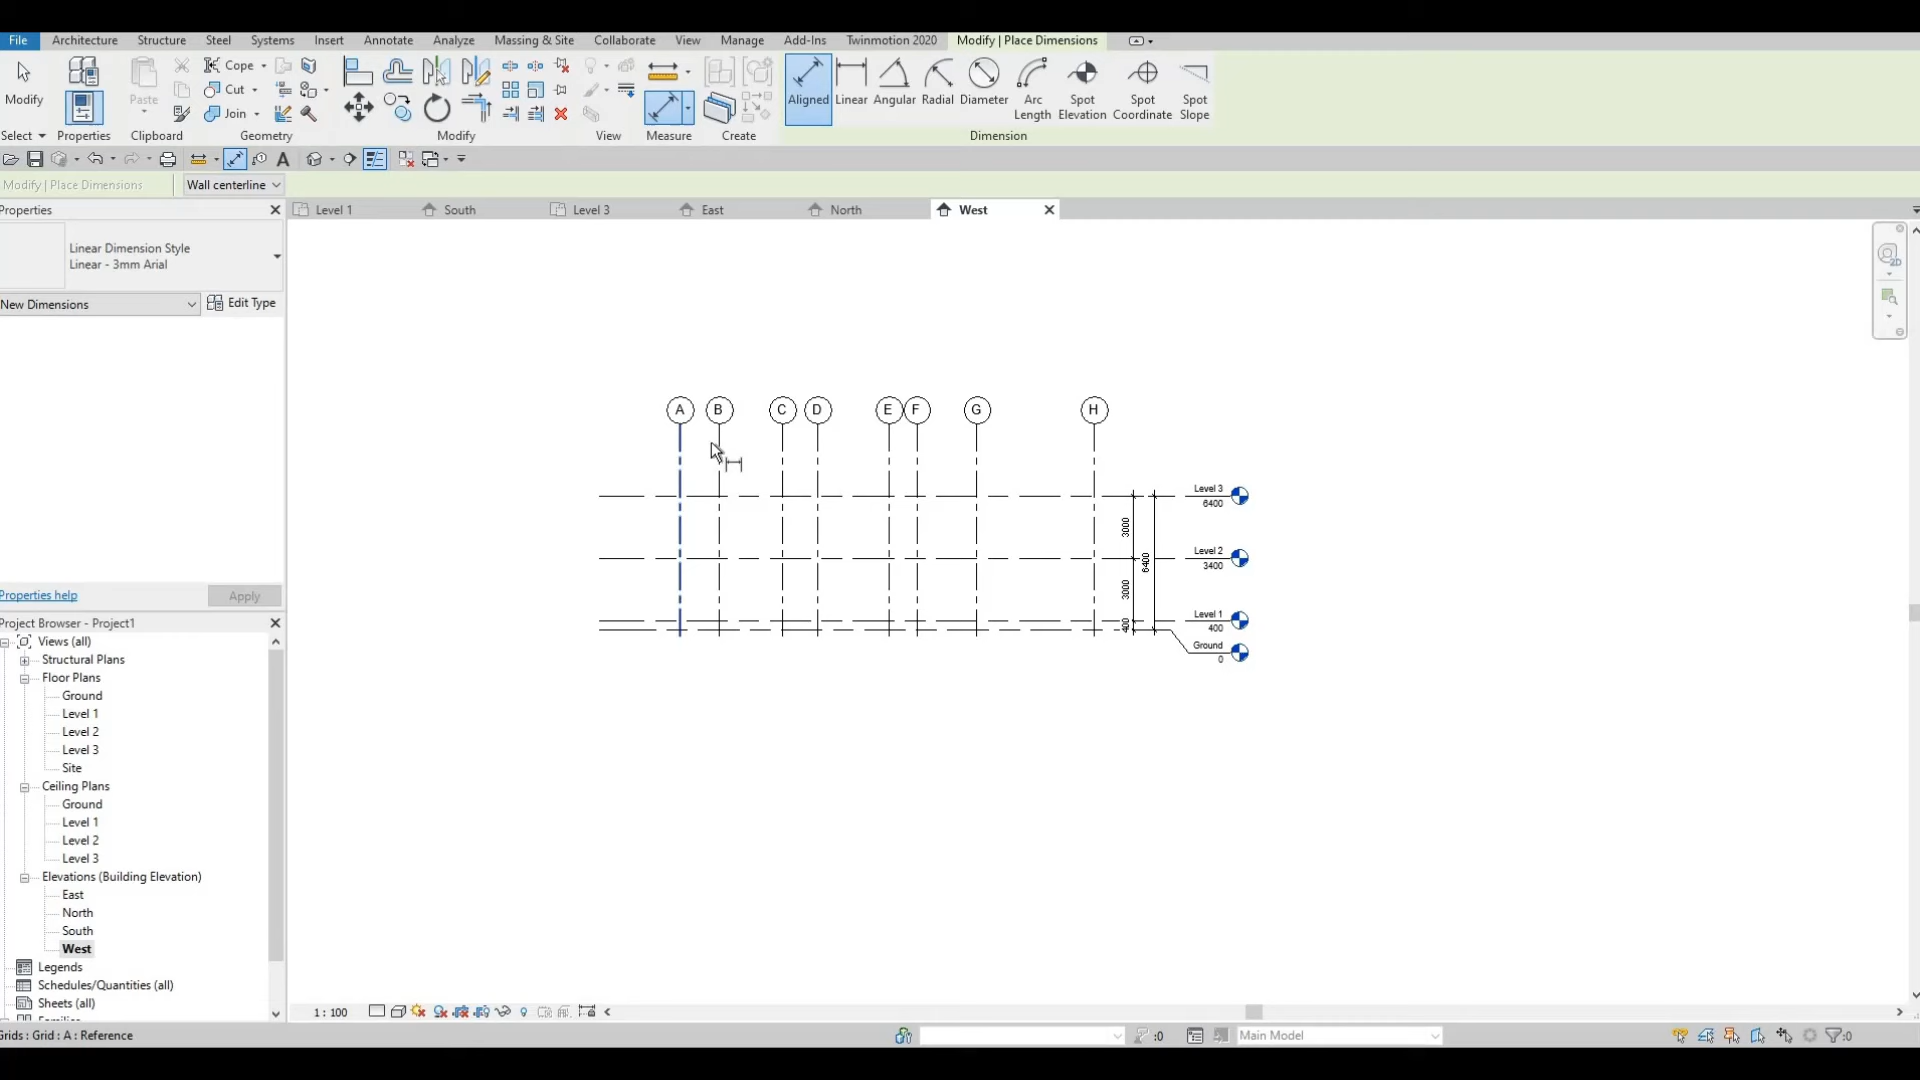 File Architecture Structure Steel Systems Insert Annotate Analyze Massing & Site Collaborate View Manage Add-Ins Twinmotion 2020 Modify | Place Dimensions
Modify Paste Cope Cut Join Aligned Linear Angular Radial Diameter Arc Length Spot Elevation Spot Coordinate Spot Slope
Select Properties Clipboard Geometry Modify View Measure Create Dimension
A
Modify | Place Dimensions Wall centerline
Properties Level 1 South Level 3 East North West
Linear Dimension Style
Linear - 3mm Arial
New Dimensions Edit Type
2D
A B C D E F G H
Level 3
6400
3000
Level 2
3400
6400
3000
Level 1
400
400
Ground
0
Properties help Apply
Project Browser - Project1
Views (all)
Structural Plans
Floor Plans
Ground
Level 1
Level 2
Level 3
Site
Ceiling Plans
Ground
Level 1
Level 2
Level 3
Elevations (Building Elevation)
East
North
South
West
Legends
Schedules/Quantities (all)
Sheets (all)
1 : 100
Grids : Grid : A : Reference :0 Main Model :0